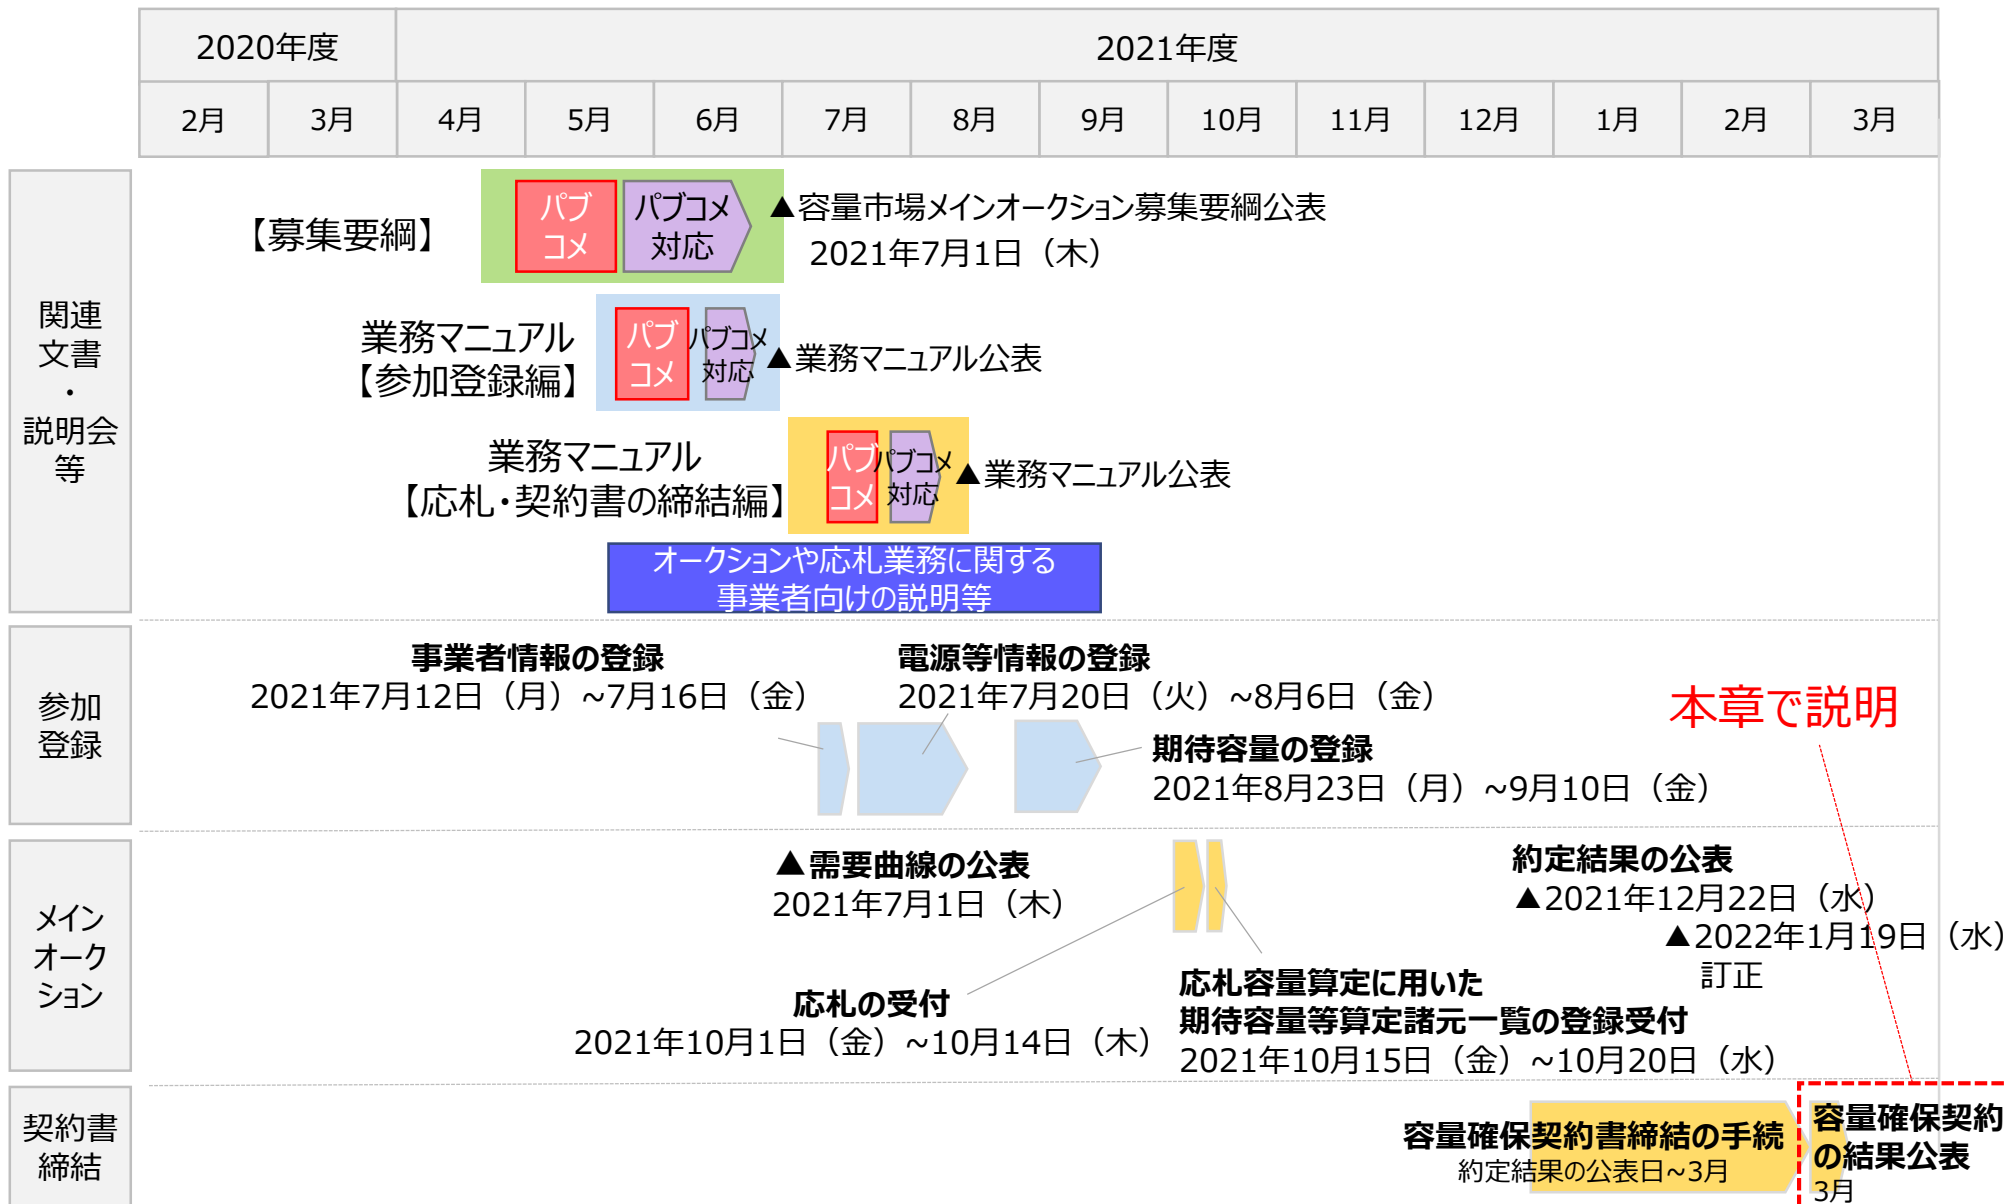 2020年度
2021年度
2月
3月
4月
5月
6月
7月
8月
9月
10月
11月
12月
1月
2月
3月
関連
文書
・
説明会
等
【募集要綱】
パブ
コメ
パブコメ
対応
▲容量市場メインオークション募集要綱公表
2021年7月1日（木）
業務マニュアル
【参加登録編】
パブ
コメ
パブコメ
対応
▲業務マニュアル公表
業務マニュアル
【応札・契約書の締結編】
パブ
コメ
パブコメ
対応
▲業務マニュアル公表
オークションや応札業務に関する
事業者向けの説明等
参加
登録
事業者情報の登録
2021年7月12日（月）~7月16日（金）
電源等情報の登録
2021年7月20日（火）~8月6日（金）
期待容量の登録
2021年8月23日（月）~9月10日（金）
本章で説明
メイン
オーク
ション
▲需要曲線の公表
2021年7月1日（木）
応札の受付
2021年10月1日（金）~10月14日（木）
応札容量算定に用いた
期待容量等算定諸元一覧の登録受付
2021年10月15日（金）~10月20日（水）
約定結果の公表
▲2021年12月22日（水）
▲2022年1月19日（水）
訂正
契約書
締結
容量確保契約書締結の手続
約定結果の公表日~3月
容量確保契約
の結果公表
3月